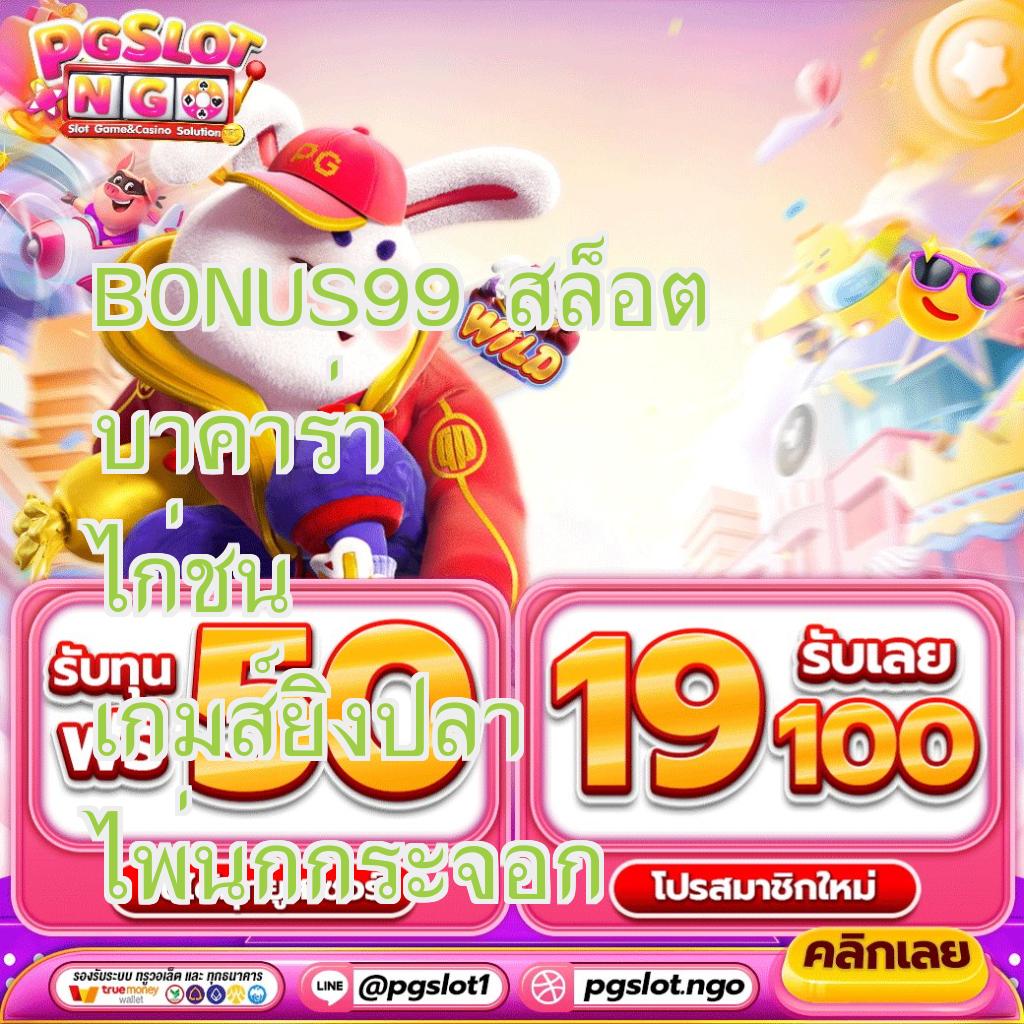 PGSLOT
NGO
Slot Game&Casino Solution
PG
WILD
BONUS99 สล็อต
บาคาร่า
ไก่ชน
เกมส์ยิงปลา
ไพ่นกกระจอก
รับทุน
ฟรี 50
19 รับเลย
100
โปรสมาชิกใหม่
คลิกเลย
รองรับระบบ ทรูวอเล็ต และ ทุกธนาคาร
truemoney
wallet
LINE @pgslot1
pgslot.ngo